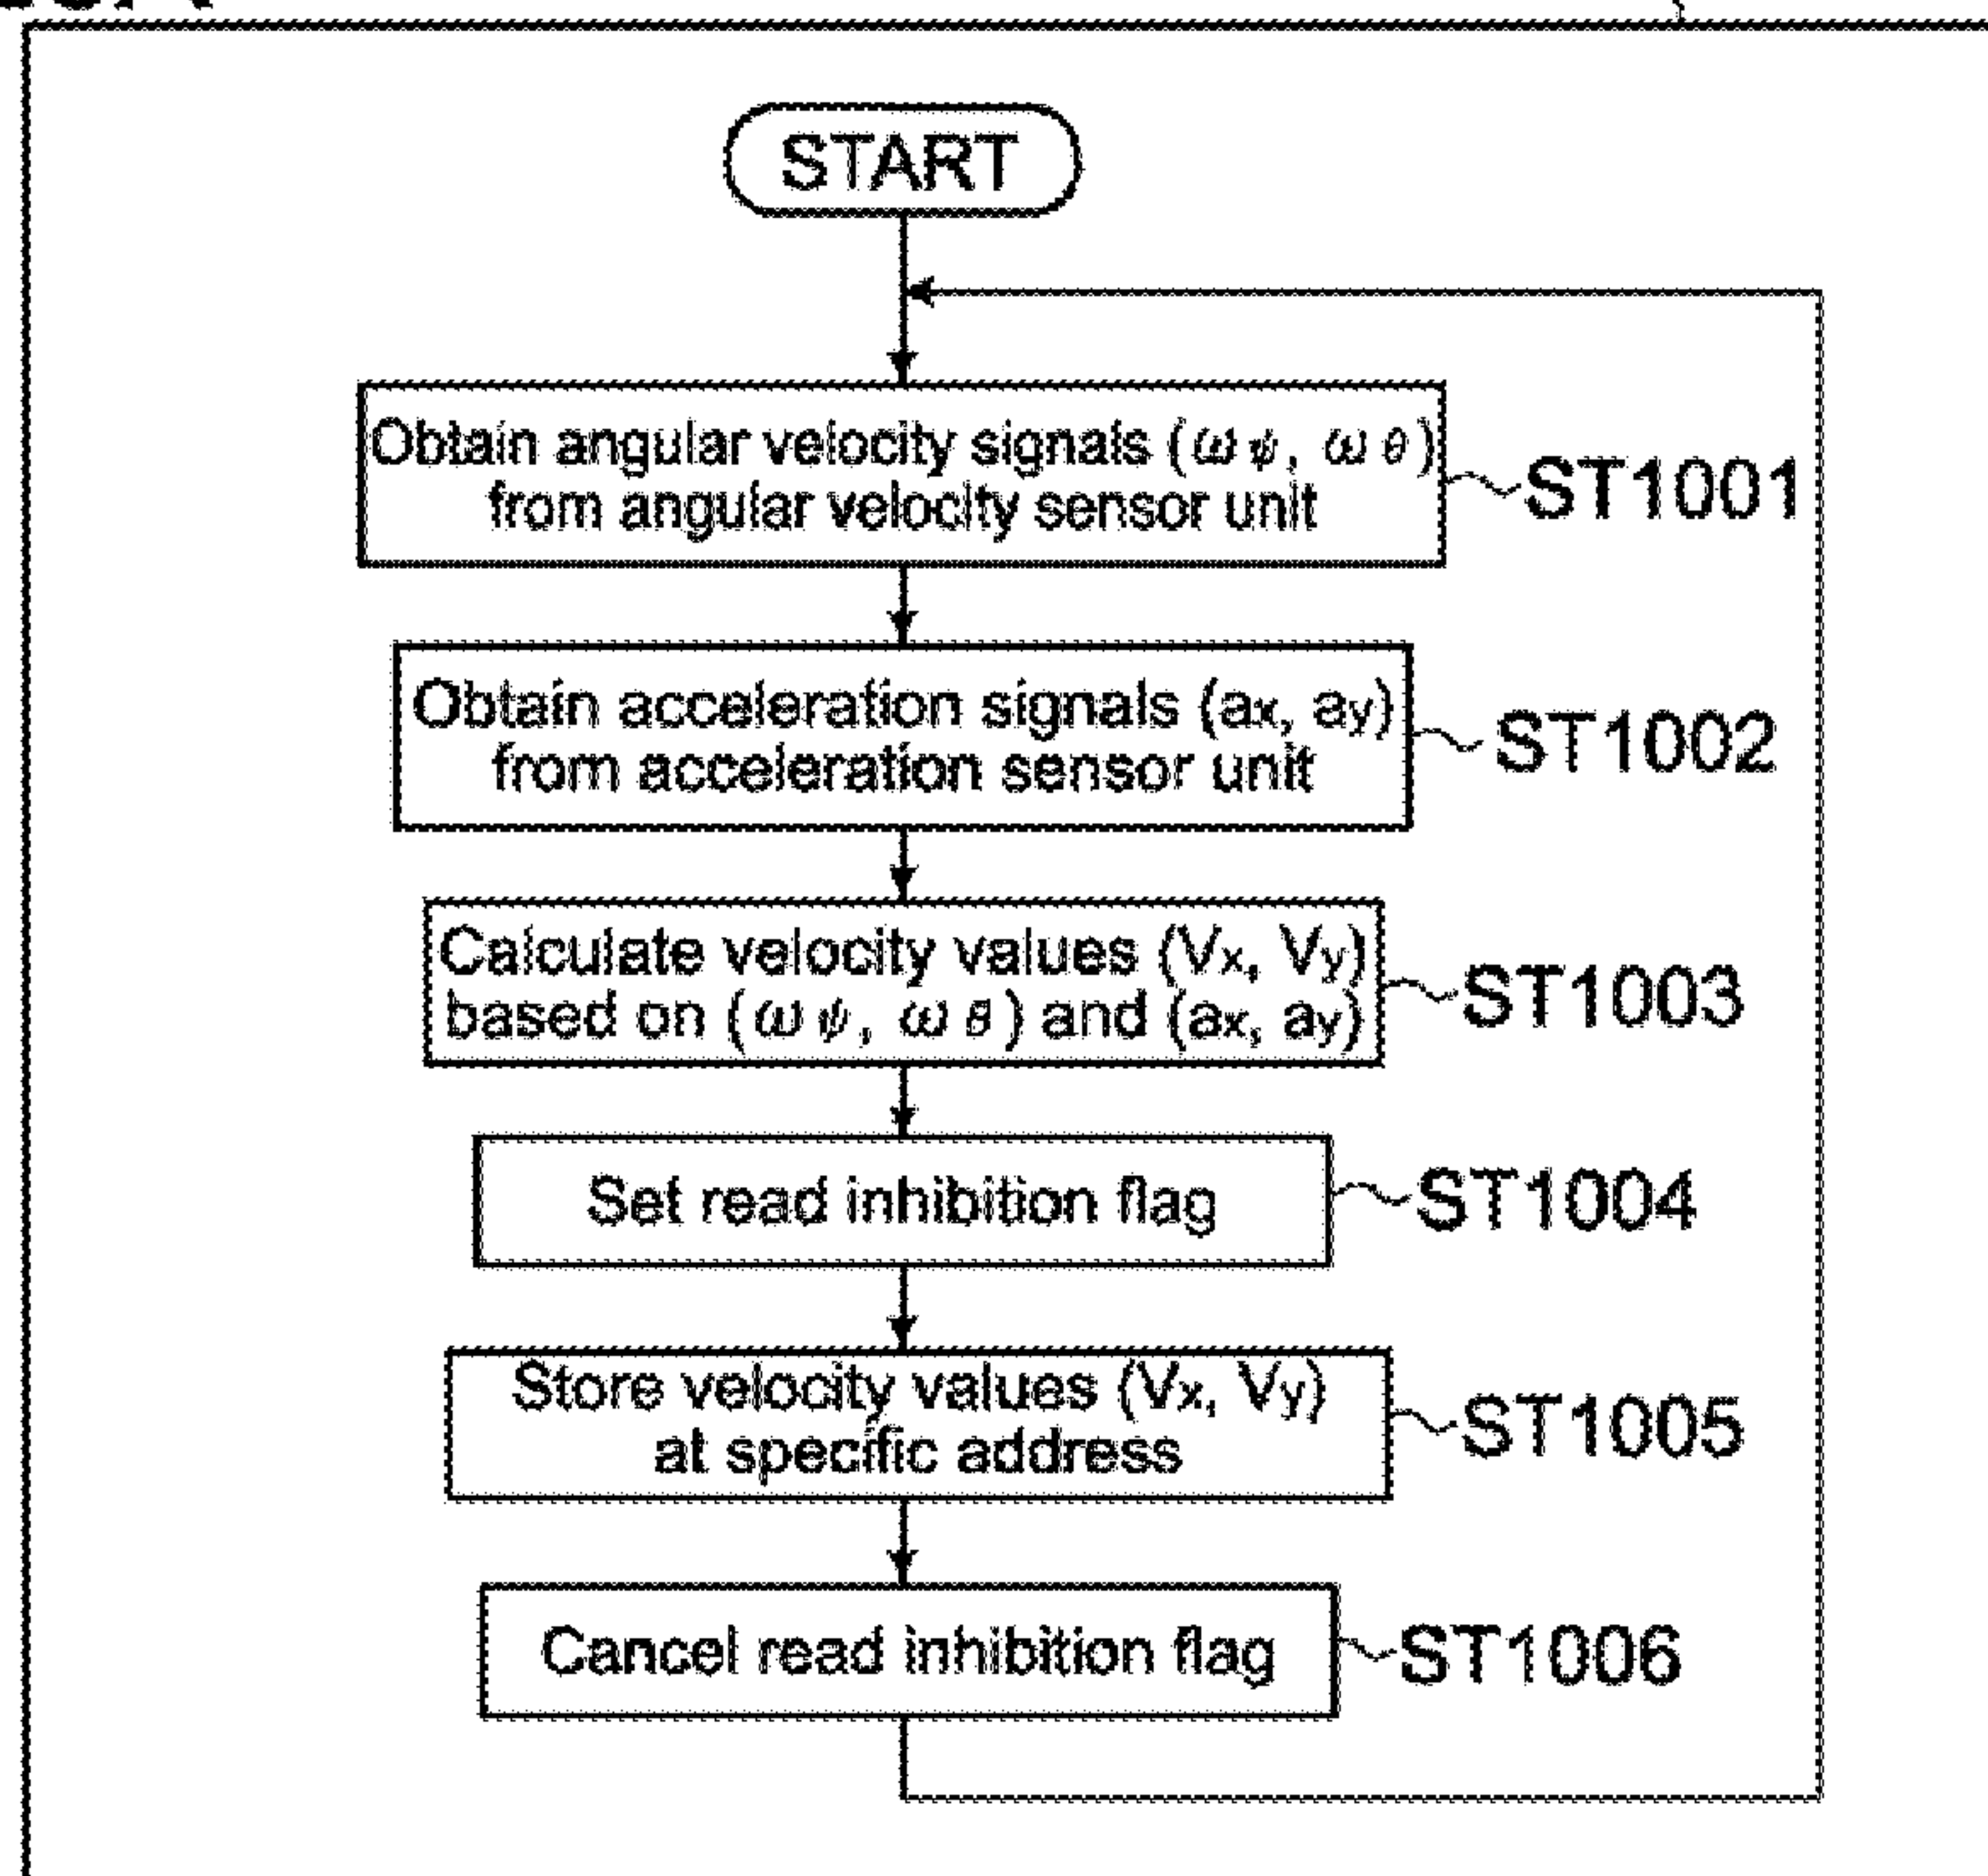 START
Obtain angular velocity signals (ωψ, ωθ)
from angular velocity sensor unit
ST1001
Obtain acceleration signals (ax, ay)
from acceleration sensor unit
ST1002
Calculate velocity values (Vx, Vy)
based on (ωψ, ωθ) and (ax, ay)
ST1003
Set read inhibition flag
ST1004
Store velocity values (Vx, Vy)
at specific address
ST1005
Cancel read inhibition flag
ST1006